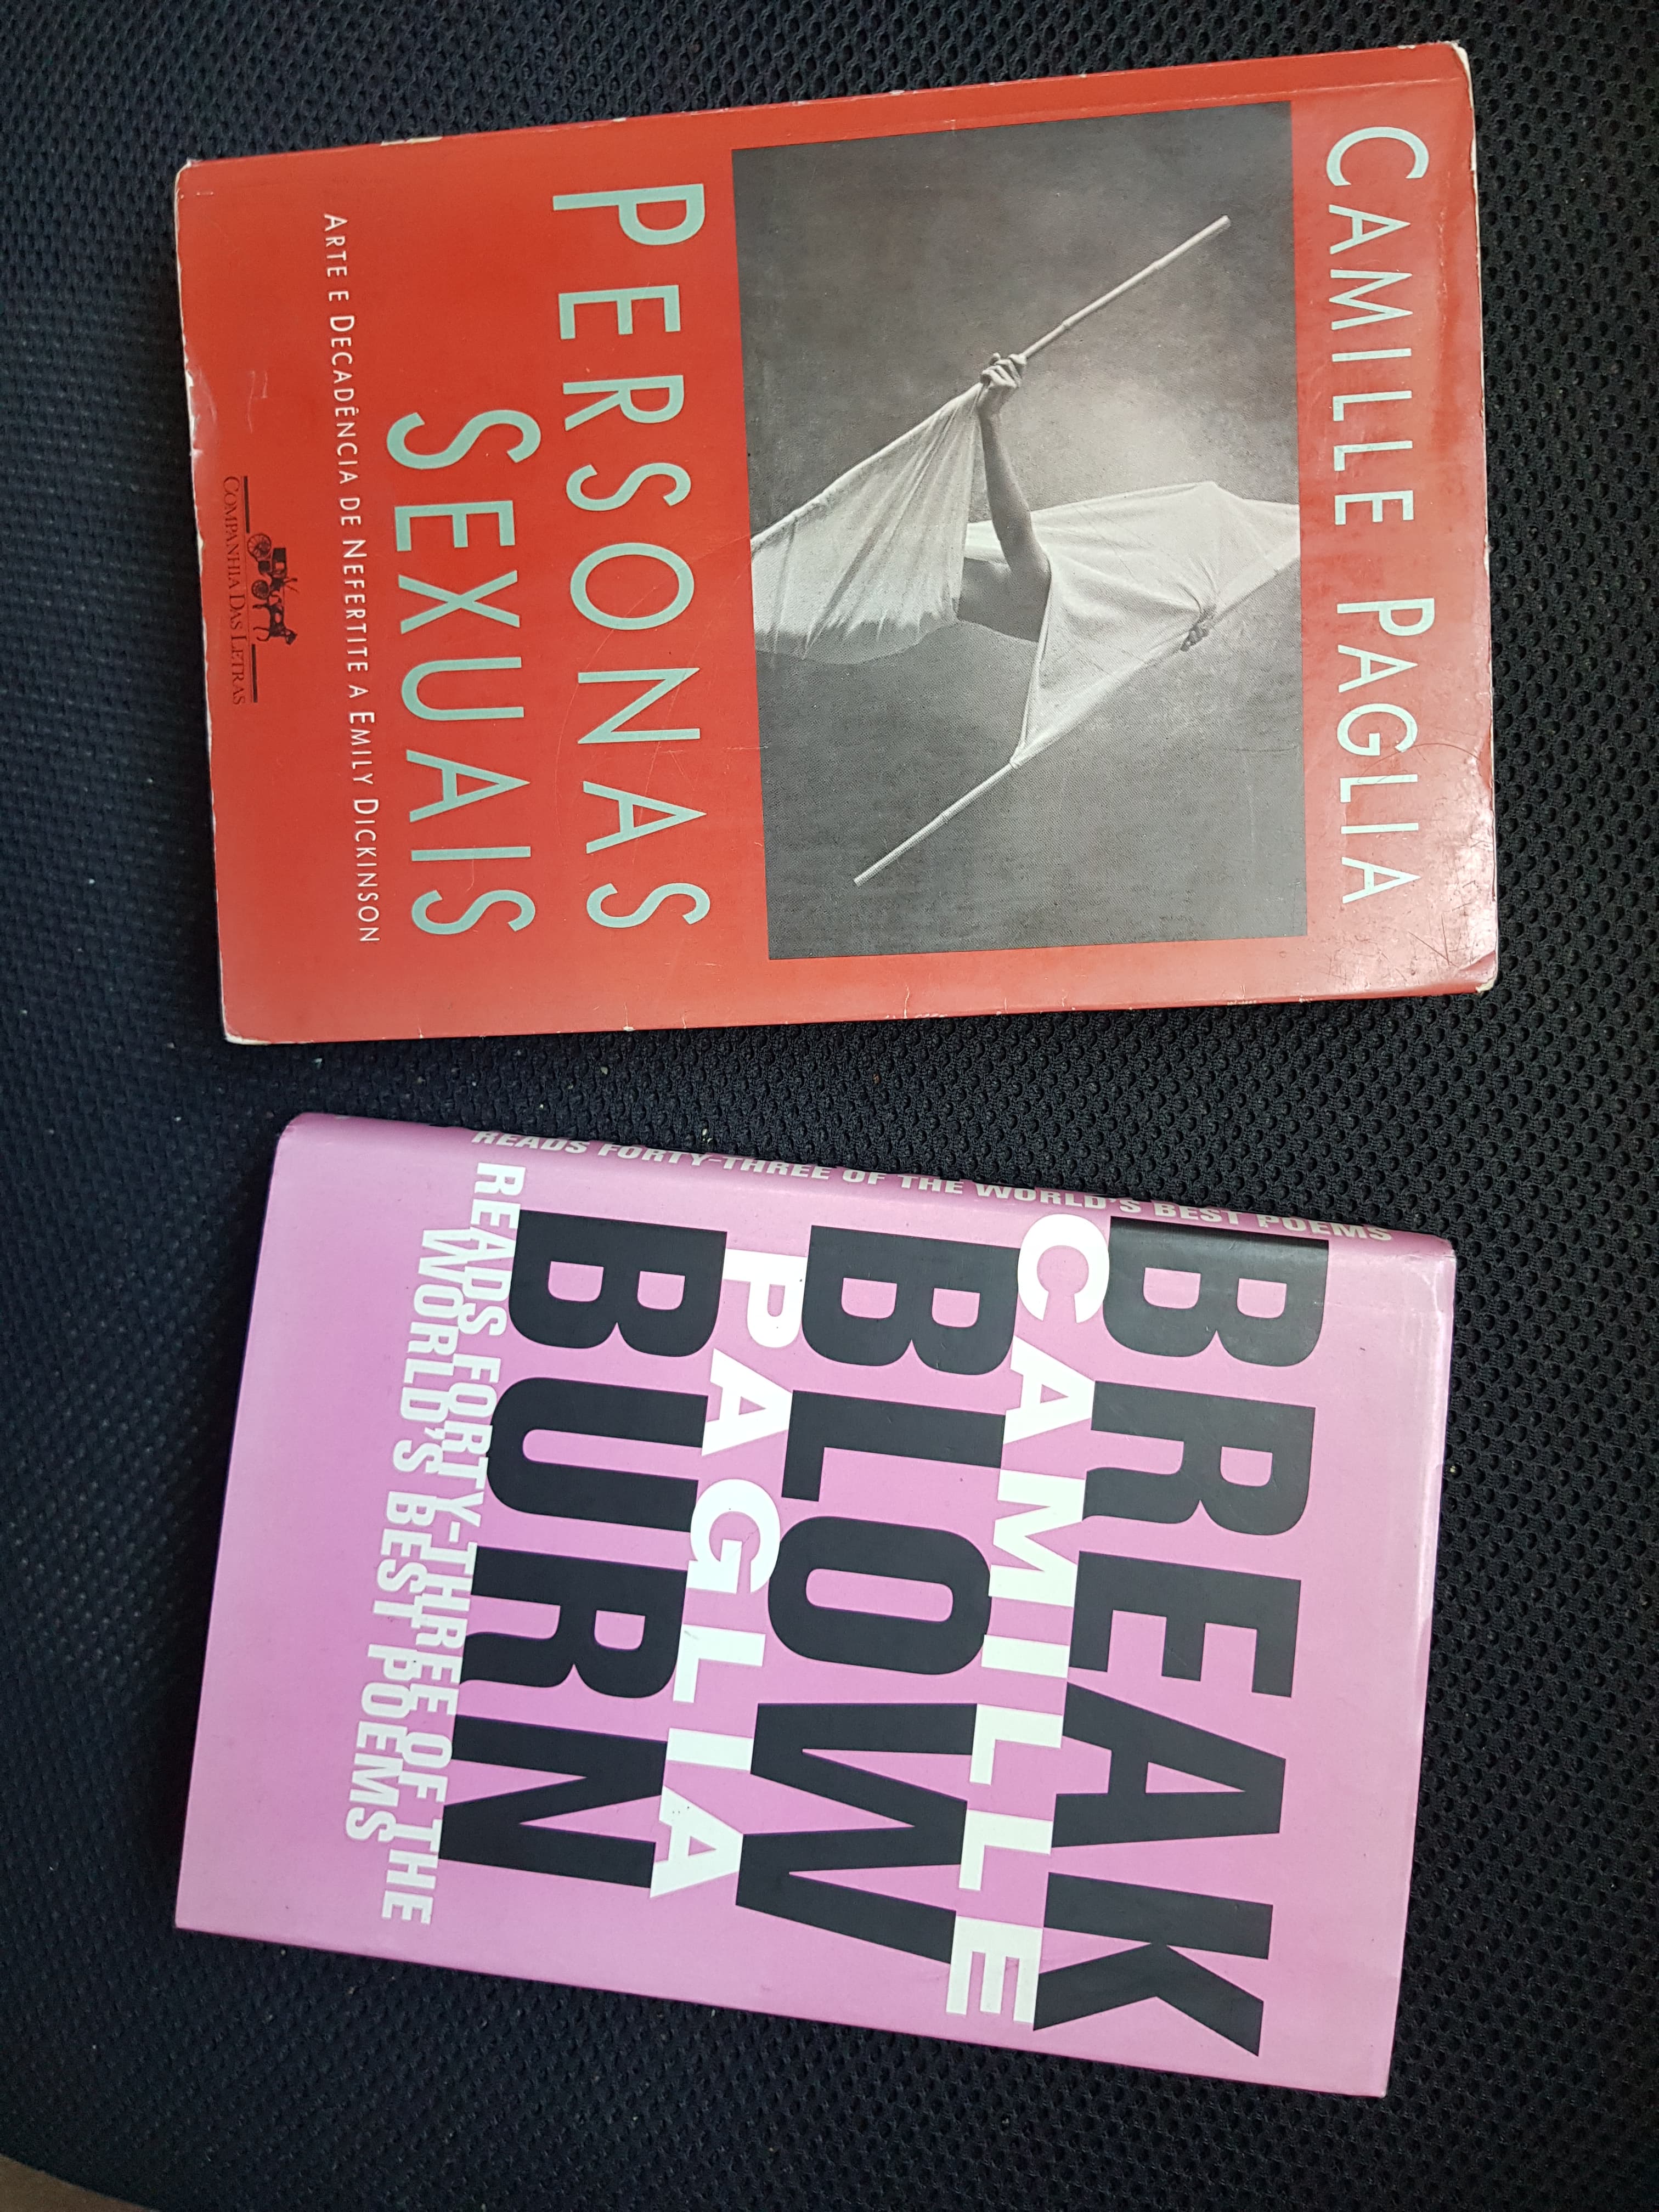 CAMILLE PAGLIA
PERSONAS
SEXUAIS
ARTE E DECADÊNCIA DE NEFERTITE A EMILY DICKINSON
COMPANHIA DAS LETRAS
READS FORTY-THREE OF THE WORLD'S BEST POEMS
BREAK
CAMILLE
BLOW
PAGLIA
BURN
READS FORTY-THREE OF THE
WORLD'S BEST POEMS